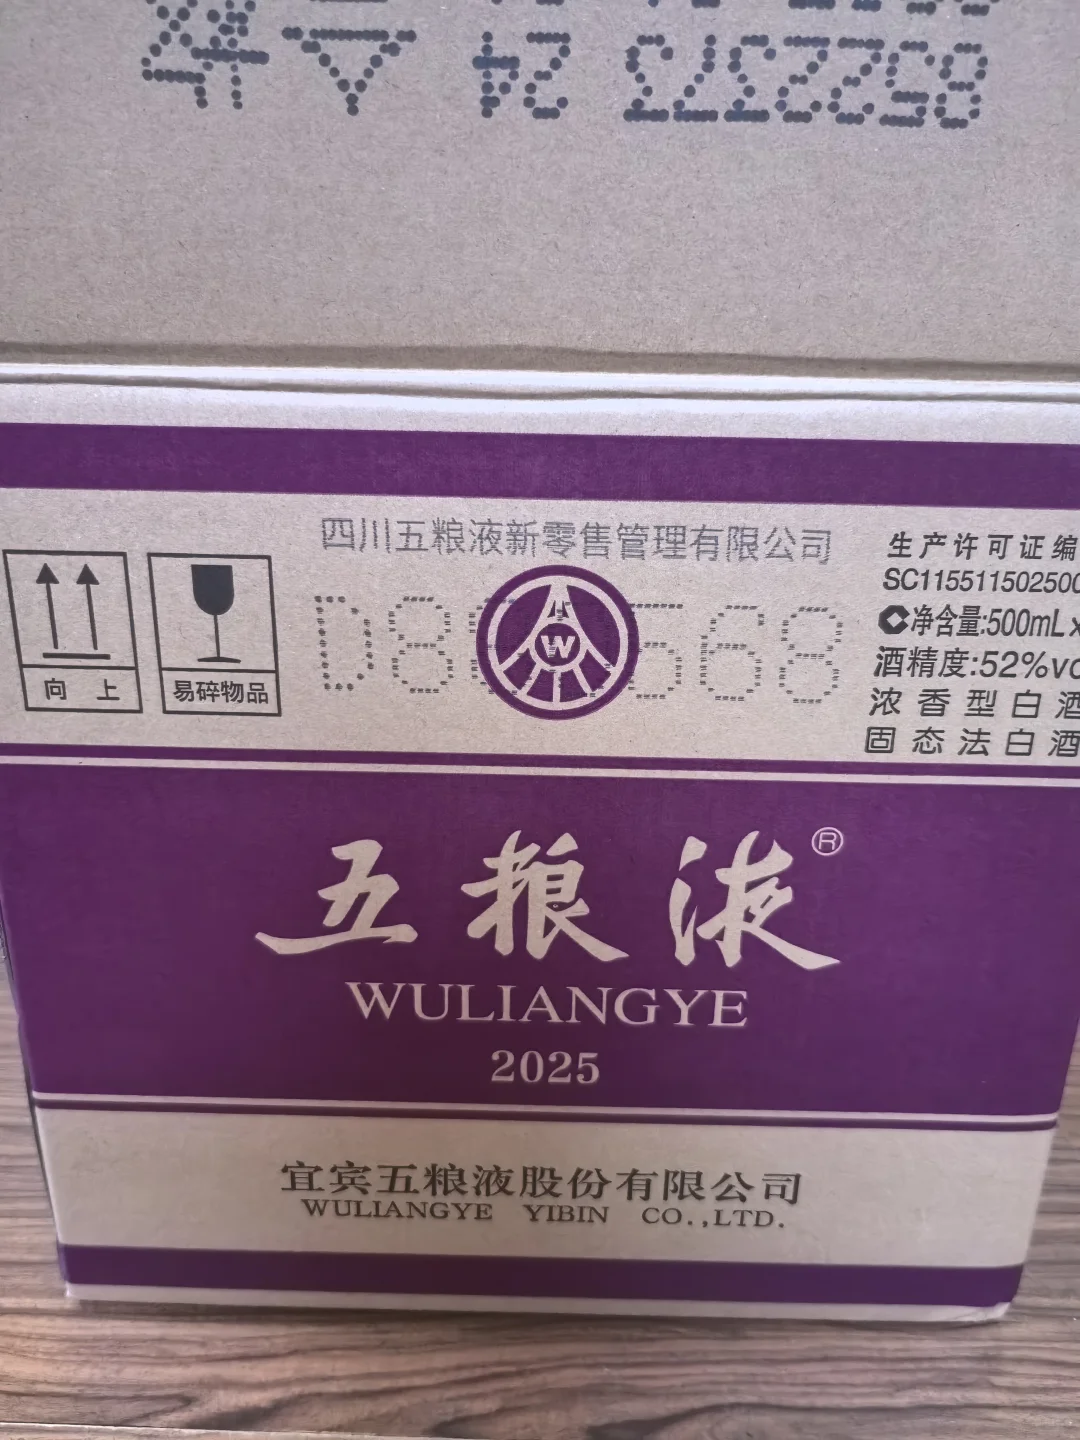 24
四川五粮液新零售管理有限公司
W
向上
易碎物品
生产许可证编
SC11551150250
净含量:500mL×
酒精度:52%vo
浓香型白酒
固态法白酒
五粮液®
WULIANGYE
2025
宜宾五粮液股份有限公司
WULIANGYE YIBIN CO.,LTD.